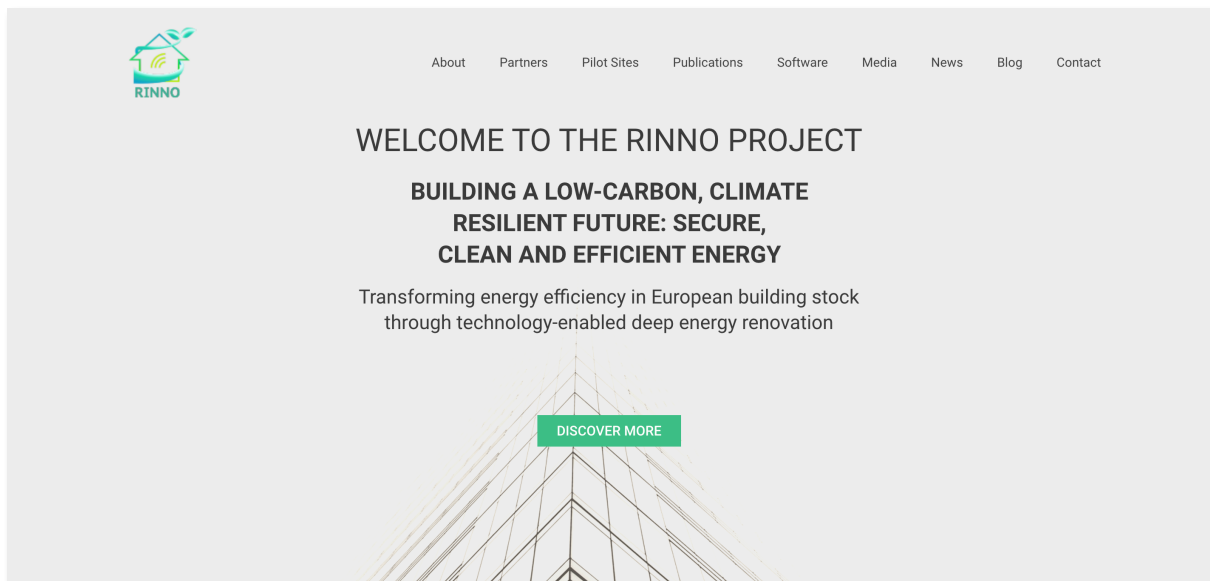 RINNO
About
Partners
Pilot Sites
Publications
Software
Media
News
Blog
Contact
WELCOME TO THE RINNO PROJECT
BUILDING A LOW-CARBON, CLIMATE
RESILIENT FUTURE: SECURE,
CLEAN AND EFFICIENT ENERGY
Transforming energy efficiency in European building stock
through technology-enabled deep energy renovation
DISCOVER MORE